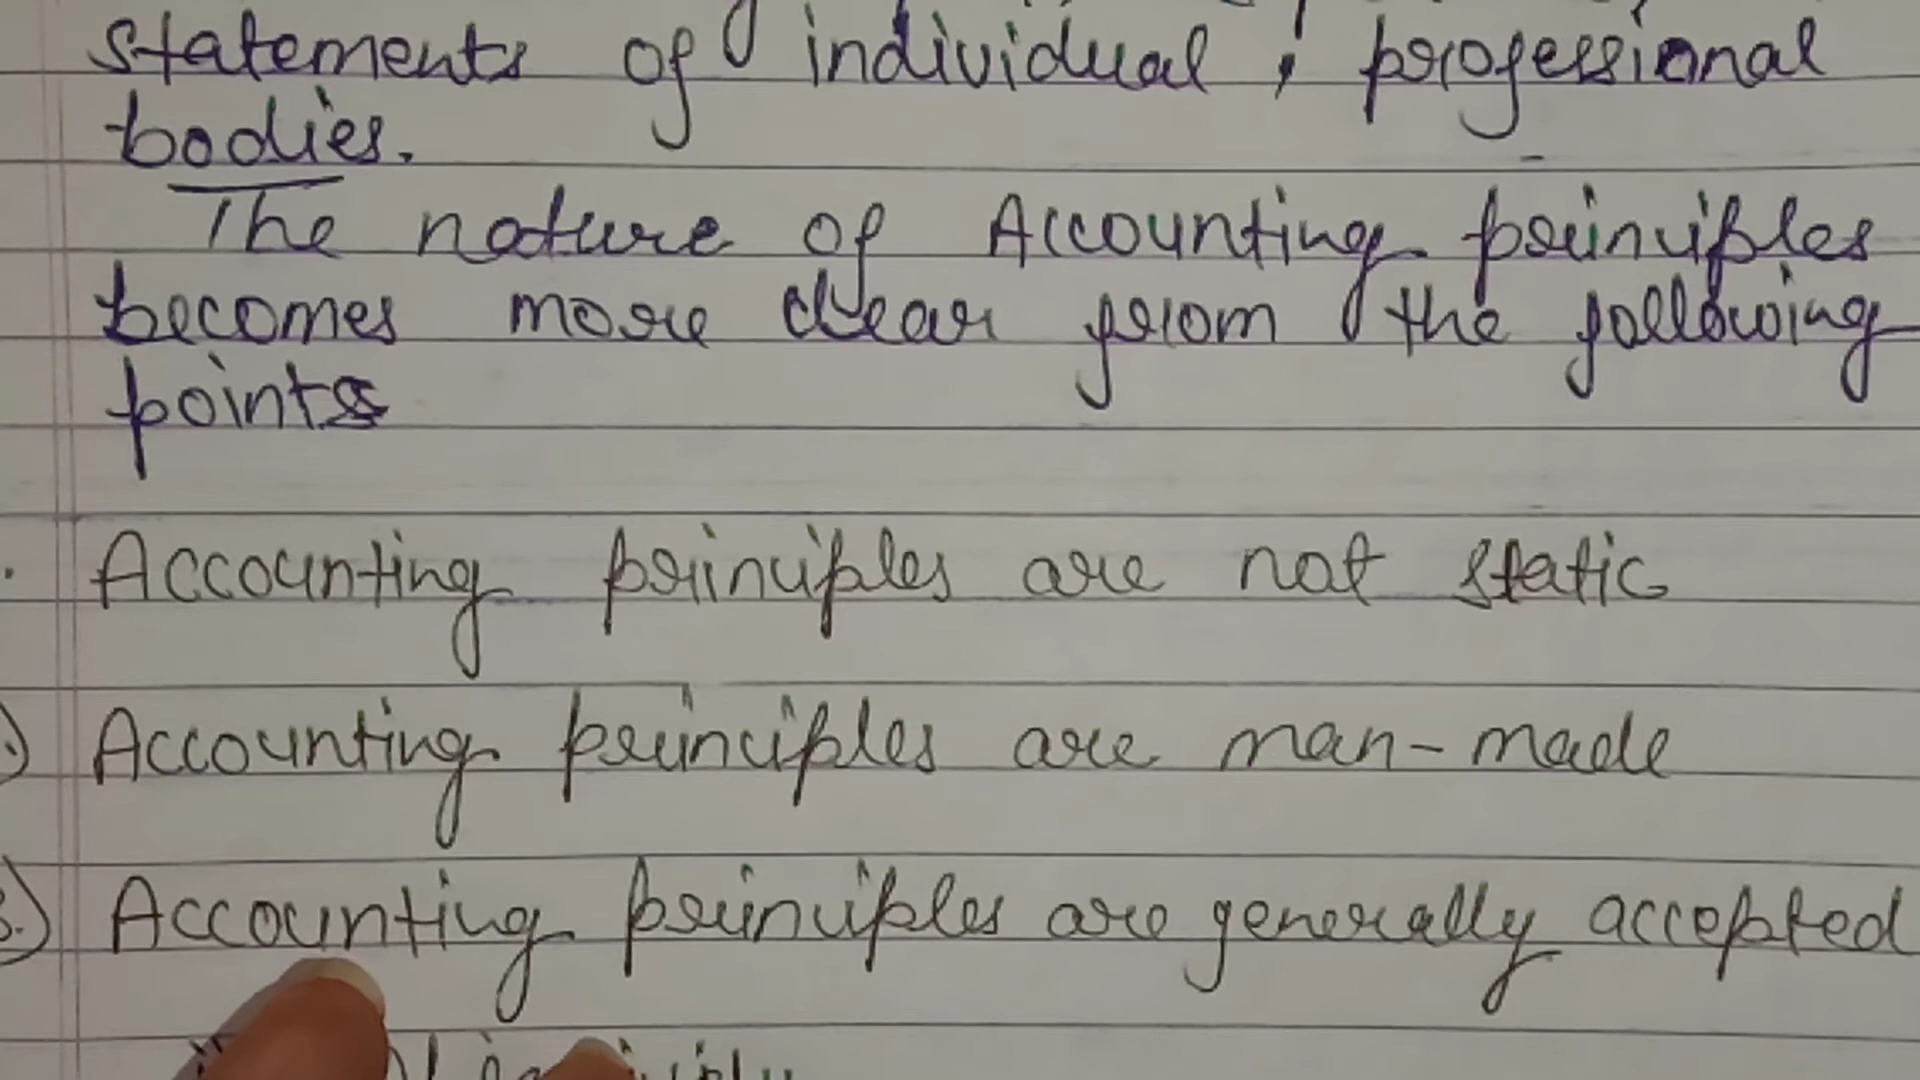 statements of individual, professional
bodies.
The nature of Accounting principles
becomes more clear from the following
points
Accounting principles are not static
Accounting principles are man-made
3.) Accounting principles are generally accepted